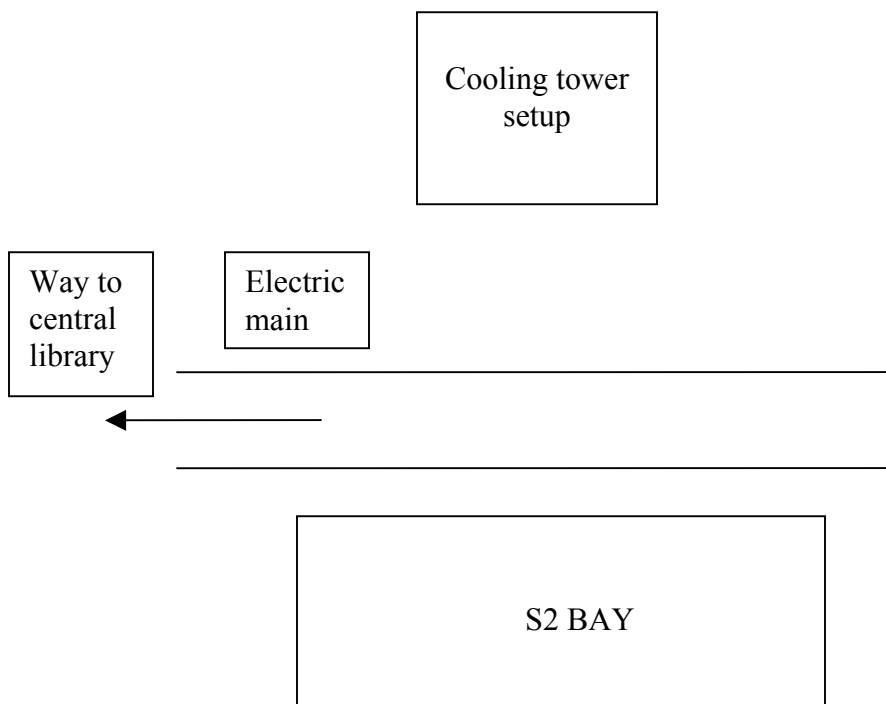 Cooling tower
setup
Way to
central
library
Electric
main
S2 BAY